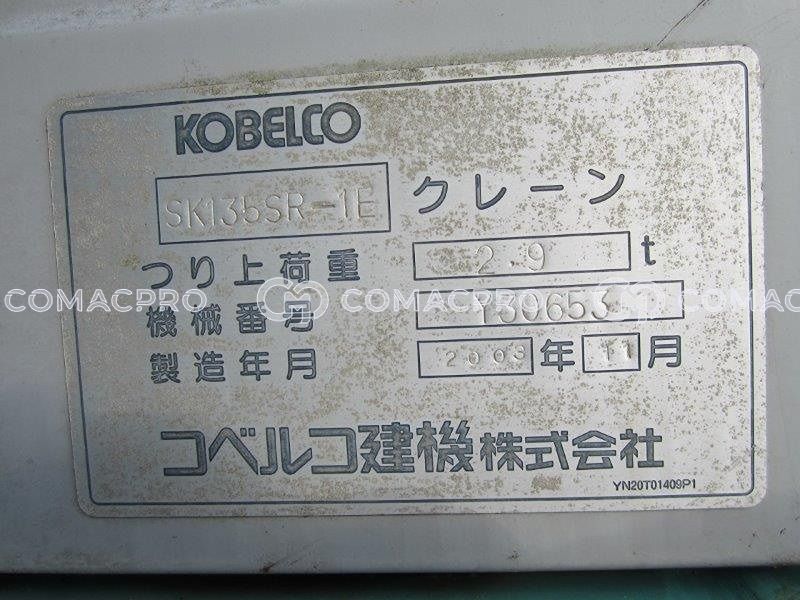 KOBELCO
SK135SR-1E クレーン
つり上荷重 2.9 t
機械番号 Y30653
製造年月 2003 年 11 月
コベルコ建機株式会社
YN20T01409P1
COMACPRO COMACPRO COMACPRO